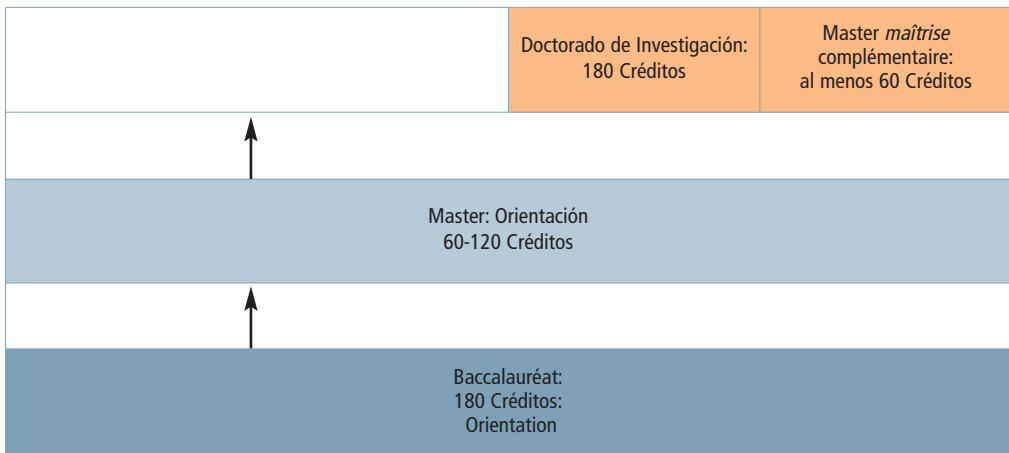 Doctorado de Investigación:
180 Créditos
Master maîtrise
complémentaire:
al menos 60 Créditos
Master: Orientación
60-120 Créditos
Baccalauréat:
180 Créditos:
Orientation